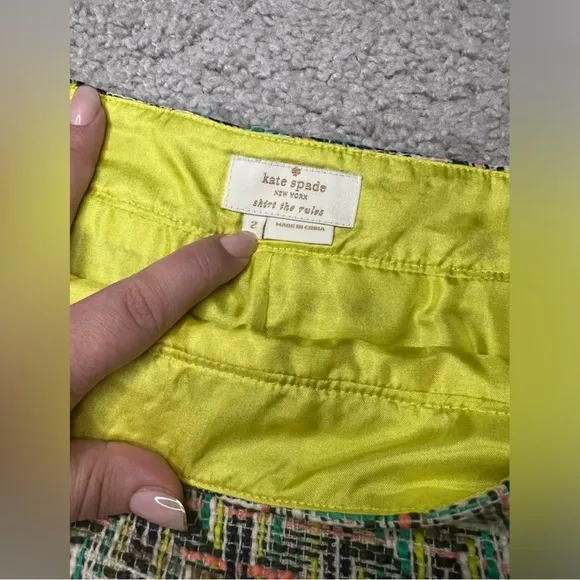 kate spade
NEW YORK
skirt the rules
2 MADE IN CHINA